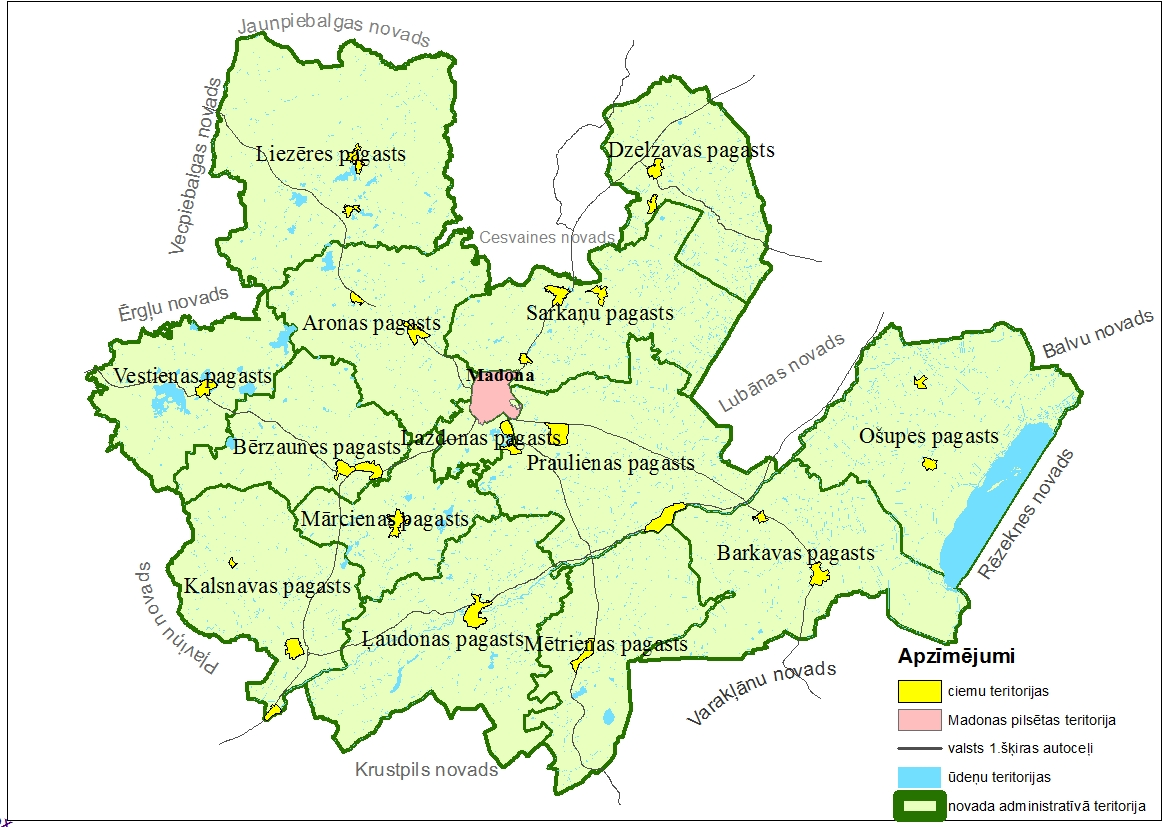 Jaunpiebalgas novads
Vecpiebalgas novads
Liezēres pagasts
Dzelzavas pagasts
Cesvaines novads
Ērgļu novads
Aronas pagasts
Sarkaņu pagasts
Balvu novads
Lubānas novads
Vestienas pagasts
Madona
Bērzaunes pagasts
Lazdonas pagasts
Ošupes pagasts
Praulienas pagasts
Mārcienas pagasts
Rēzeknes novads
Barkavas pagasts
Kalsnavas pagasts
Pļaviņu novads
Ļaudonas pagasts
Mētrienas pagasts
Varakļānu novads
Krustpils novads
Apzīmējumi
ciemu teritorijas
Madonas pilsētas teritorija
valsts 1.šķiras autoceļi
ūdeņu teritorijas
novada administratīvā teritorija